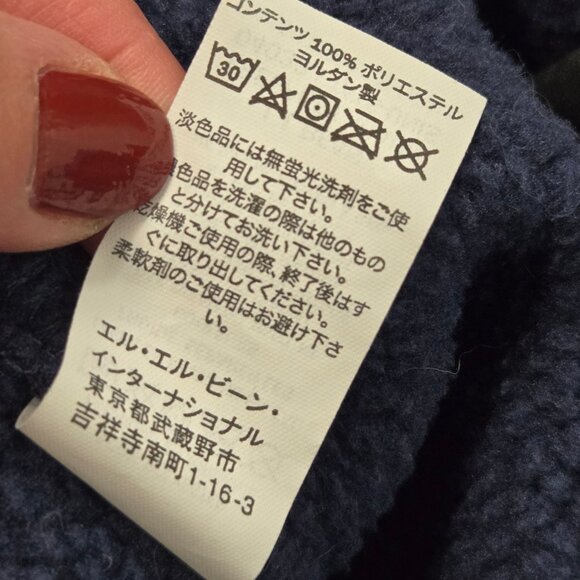 コンテンツ 100% ポリエステル
ヨルダン製
30
淡色品には無蛍光洗剤をご使
用して下さい。
色品を洗濯の際は他のもの
と分けてお洗い下さい。
乾燥機ご使用の際、終了後はす
ぐに取り出してください。
柔軟剤のご使用はお避け下さ
い。
エル・エル・ビーン・
インターナショナル
東京都武蔵野市
吉祥寺南町1-16-3